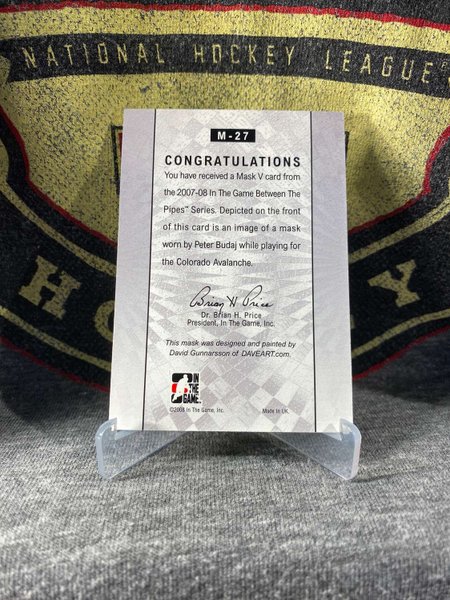 NATIONAL HOCKEY LEAGUE'S
M-27
CONGRATULATIONS
You have received a Mask V card from
the 2007-08 In The Game Between The
Pipes™ Series. Depicted on the front
of this card is an image of a mask
worn by Peter Budaj while playing for
the Colorado Avalanche.
Brian H Price
Dr. Brian H. Price
President, In The Game, Inc.
This mask was designed and painted by
David Gunnarsson of DAVEART.com.
IN
THE
GAME
©2008 In The Game, Inc.
Made in UK.